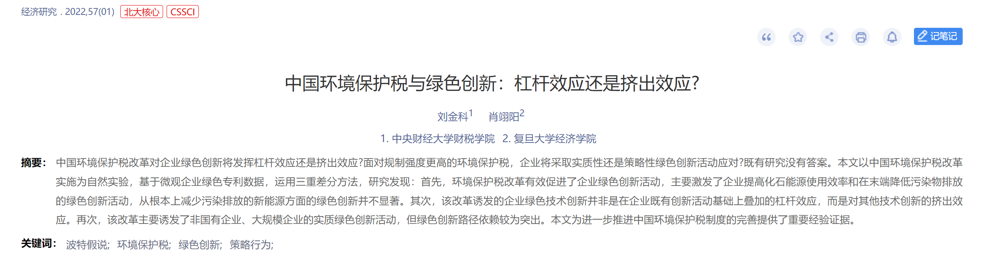 经济研究 . 2022,57(01) 北大核心 CSSCI
记笔记
中国环境保护税与绿色创新：杠杆效应还是挤出效应?
刘金科1 肖翊阳2
1. 中央财经大学财税学院 2. 复旦大学经济学院
摘要： 中国环境保护税改革对企业绿色创新将发挥杠杆效应还是挤出效应?面对规制强度更高的环境保护税，企业将采取实质性还是策略性绿色创新活动应对?既有研究没有答案。本文以中国环境保护税改革
实施为自然实验，基于微观企业绿色专利数据，运用三重差分方法，研究发现：首先，环境保护税改革有效促进了企业绿色创新活动，主要激发了企业提高化石能源使用效率和在末端降低污染物排放
的绿色创新活动，从根本上减少污染排放的新能源方面的绿色创新并不显著。其次，该改革诱发的企业绿色技术创新并非是在企业既有创新活动基础上叠加的杠杆效应，而是对其他技术创新的挤出效
应。再次，该改革主要诱发了非国有企业、大规模企业的实质绿色创新活动，但绿色创新路径依赖较为突出。本文为进一步推进中国环境保护税制度的完善提供了重要经验证据。
关键词： 波特假说; 环境保护税; 绿色创新; 策略行为;